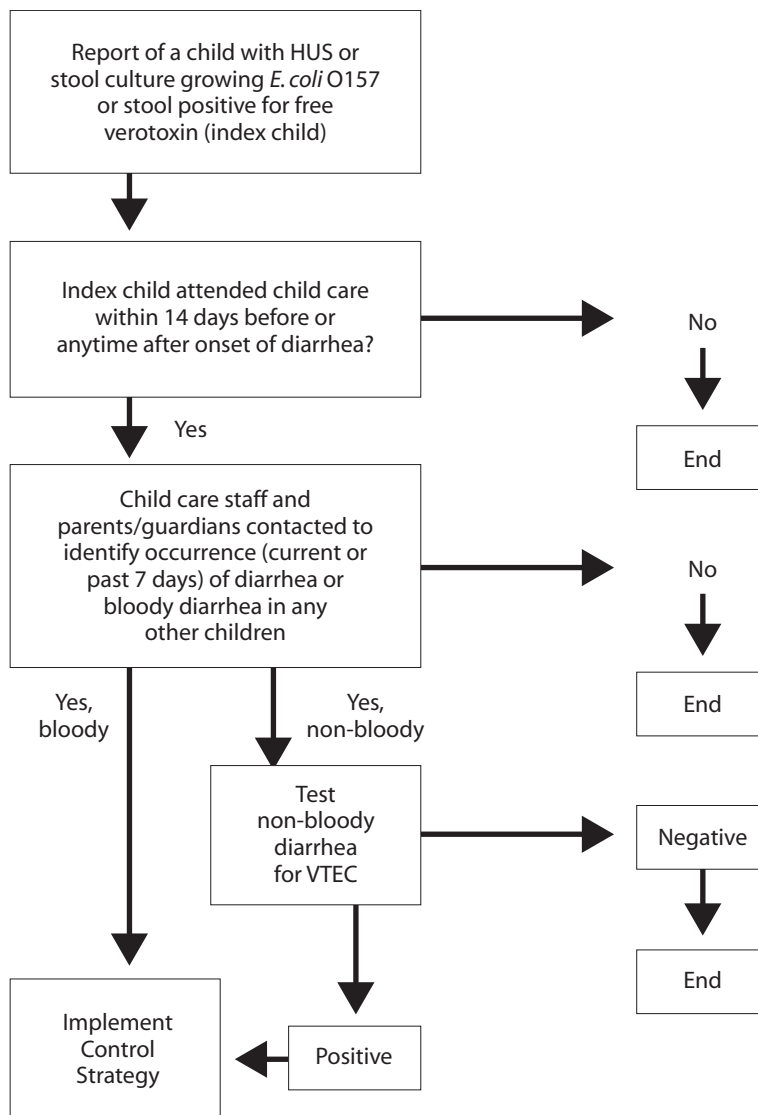 Report of a child with HUS or
stool culture growing E. coli O157
or stool positive for free
verotoxin (index child)
Index child attended child care
within 14 days before or
anytime after onset of diarrhea?
No
End
Yes
Child care staff and
parents/guardians contacted to
identify occurrence (current or
past 7 days) of diarrhea or
bloody diarrhea in any
other children
No
End
Yes,
bloody
Yes,
non-bloody
Test
non-bloody
diarrhea
for VTEC
Negative
End
Positive
Implement
Control
Strategy